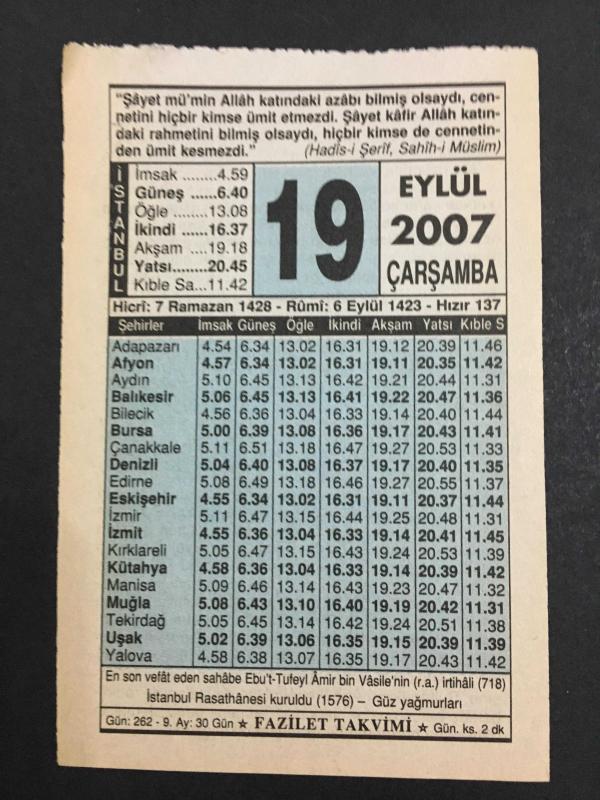 “Şâyet mü’min Allâh katındaki azâbı bilmiş olsaydı, cen-
netini hiçbir kimse ümit etmezdi. Şâyet kâfir Allâh katın-
daki rahmetini bilmiş olsaydı, hiçbir kimse de cennetin-
den ümit kesmezdi.” (Hadîs-i Şerîf, Sahîh-i Müslim)
İSTANBUL
İmsak ........4.59
Güneş ......6.40
Öğle ........13.08
İkindi ......16.37
Akşam ....19.18
Yatsı........20.45
Kıble Sa...11.42
19
EYLÜL
2007
ÇARŞAMBA
Hicrî: 7 Ramazan 1428 - Rûmî: 6 Eylül 1423 - Hızır 137
Şehirler İmsak Güneş Öğle İkindi Akşam Yatsı Kıble S
Adapazarı 4.54 6.34 13.02 16.31 19.12 20.39 11.46
Afyon 4.57 6.34 13.02 16.31 19.11 20.35 11.42
Aydın 5.10 6.45 13.13 16.42 19.21 20.44 11.31
Balıkesir 5.06 6.45 13.13 16.41 19.22 20.47 11.36
Bilecik 4.56 6.36 13.04 16.33 19.14 20.40 11.44
Bursa 5.00 6.39 13.08 16.36 19.17 20.43 11.41
Çanakkale 5.11 6.51 13.18 16.47 19.27 20.53 11.33
Denizli 5.04 6.40 13.08 16.37 19.17 20.40 11.35
Edirne 5.08 6.49 13.18 16.46 19.27 20.55 11.37
Eskişehir 4.55 6.34 13.02 16.31 19.11 20.37 11.44
İzmir 5.11 6.47 13.15 16.44 19.25 20.48 11.31
İzmit 4.55 6.36 13.04 16.33 19.14 20.41 11.45
Kırklareli 5.05 6.47 13.15 16.43 19.24 20.53 11.39
Kütahya 4.58 6.36 13.04 16.33 19.14 20.39 11.42
Manisa 5.09 6.46 13.14 16.43 19.23 20.47 11.32
Muğla 5.08 6.43 13.10 16.40 19.19 20.42 11.31
Tekirdağ 5.05 6.45 13.14 16.42 19.24 20.51 11.38
Uşak 5.02 6.39 13.06 16.35 19.15 20.39 11.39
Yalova 4.58 6.38 13.07 16.35 19.17 20.43 11.42
En son vefât eden sahâbe Ebu’t-Tufeyl Âmir bin Vâsile’nin (r.a.) irtihâli (718)
İstanbul Rasathânesi kuruldu (1576) – Güz yağmurları
Gün: 262 - 9. Ay: 30 Gün ★ FAZİLET TAKVİMİ ★ Gün. ks. 2 dk